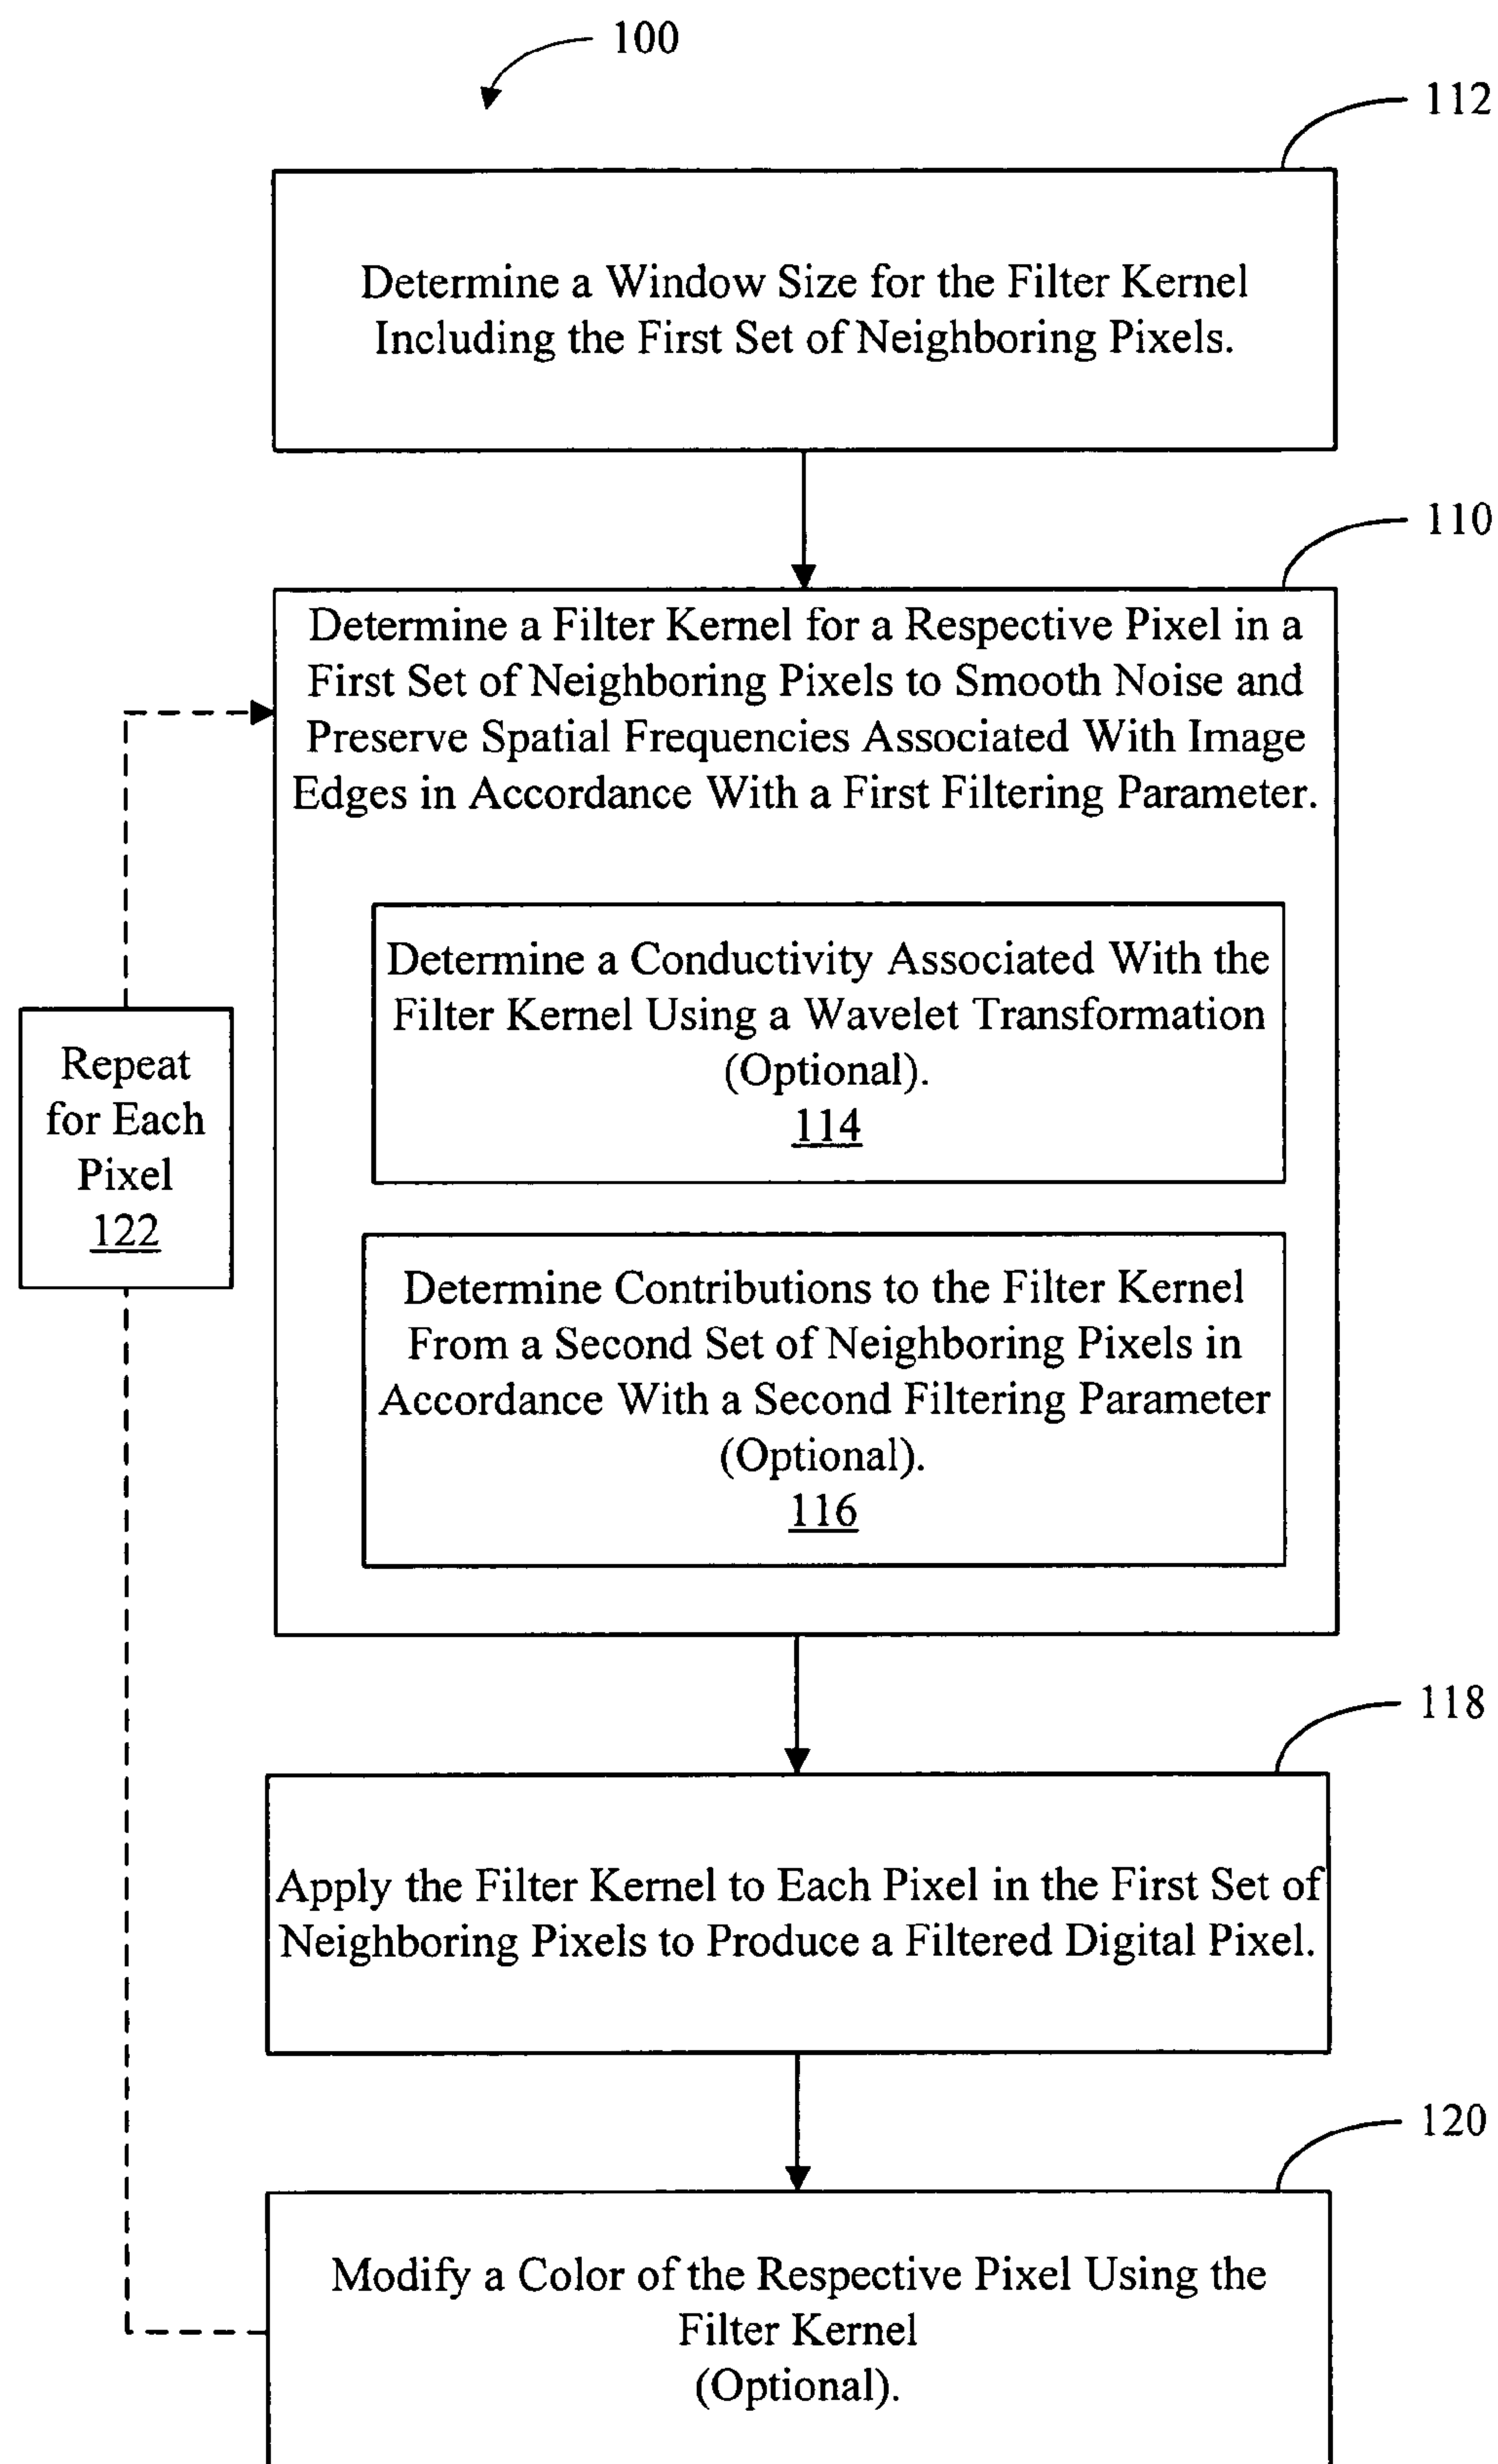 100
112
Determine a Window Size for the Filter Kernel
Including the First Set of Neighboring Pixels.
110
Determine a Filter Kernel for a Respective Pixel in a
First Set of Neighboring Pixels to Smooth Noise and
Preserve Spatial Frequencies Associated With Image
Edges in Accordance With a First Filtering Parameter.
Determine a Conductivity Associated With the
Filter Kernel Using a Wavelet Transformation
(Optional).
114
Repeat
for Each
Pixel
122
Determine Contributions to the Filter Kernel
From a Second Set of Neighboring Pixels in
Accordance With a Second Filtering Parameter
(Optional).
116
118
Apply the Filter Kernel to Each Pixel in the First Set of
Neighboring Pixels to Produce a Filtered Digital Pixel.
120
Modify a Color of the Respective Pixel Using the
Filter Kernel
(Optional).